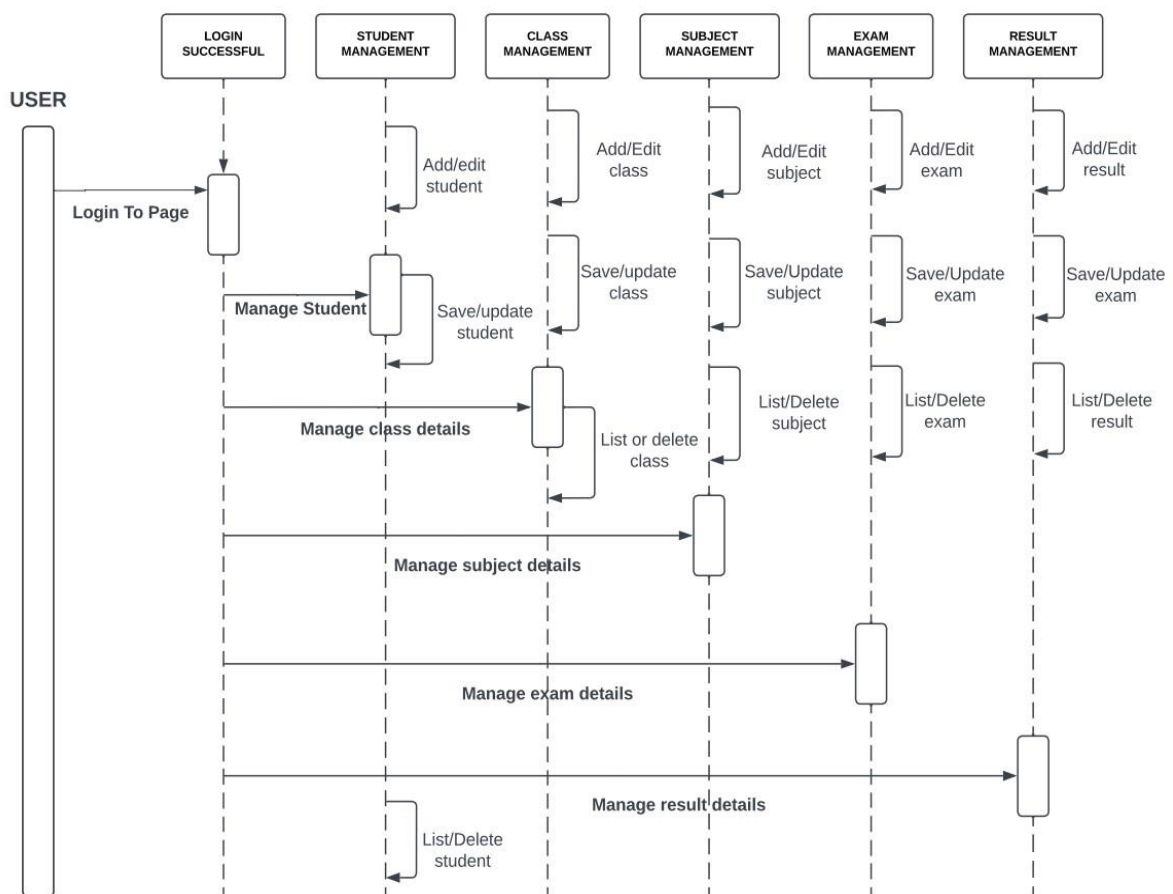 LOGIN
SUCCESSFUL
STUDENT
MANAGEMENT
CLASS
MANAGEMENT
SUBJECT
MANAGEMENT
EXAM
MANAGEMENT
RESULT
MANAGEMENT
USER
Add/edit
student
Add/Edit
class
Add/Edit
subject
Add/Edit
exam
Add/Edit
result
Login To Page
Save/update
class
Save/Update
subject
Save/Update
exam
Save/Update
exam
Manage Student
Save/update
student
List/Delete
subject
List/Delete
exam
List/Delete
result
Manage class details
List or delete
class
Manage subject details
Manage exam details
Manage result details
List/Delete
student